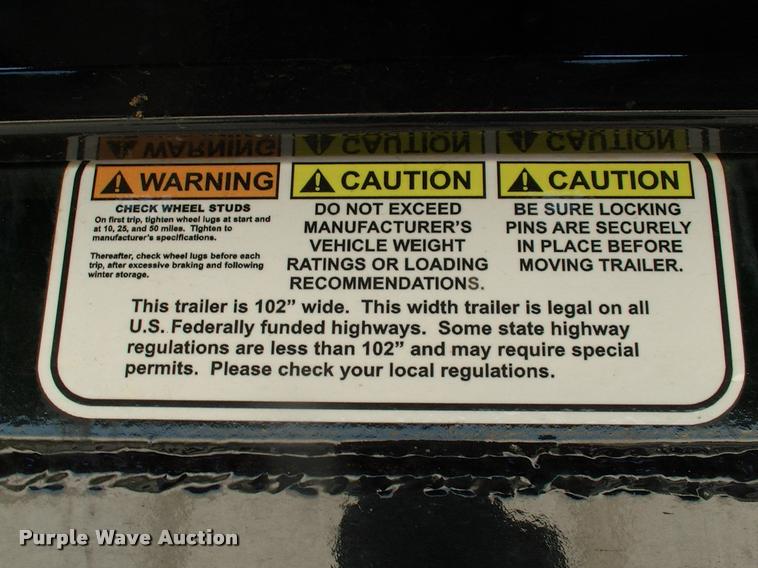 WARNING
CHECK WHEEL STUDS
On first trip, tighten wheel lugs at start and
at 10, 25, and 50 miles. Tighten to
manufacturer's specifications.
Thereafter, check wheel lugs before each
trip, after excessive braking and following
winter storage.
CAUTION
DO NOT EXCEED
MANUFACTURER'S
VEHICLE WEIGHT
RATINGS OR LOADING
RECOMMENDATIONS.
CAUTION
BE SURE LOCKING
PINS ARE SECURELY
IN PLACE BEFORE
MOVING TRAILER.
This trailer is 102" wide. This width trailer is legal on all
U.S. Federally funded highways. Some state highway
regulations are less than 102" and may require special
permits. Please check your local regulations.
Purple Wave Auction